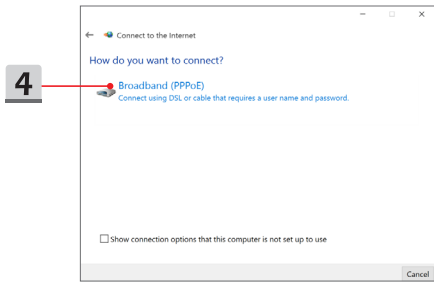 Connect to the Internet
How do you want to connect?
4
Broadband (PPPoE)
Connect using DSL or cable that requires a user name and password.
Show connection options that this computer is not set up to use
Cancel